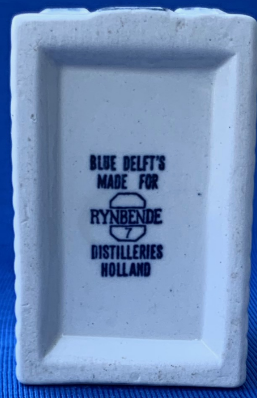 BLUE DELFT'S
MADE FOR
RYNBENDE
7
DISTILLERIES
HOLLAND